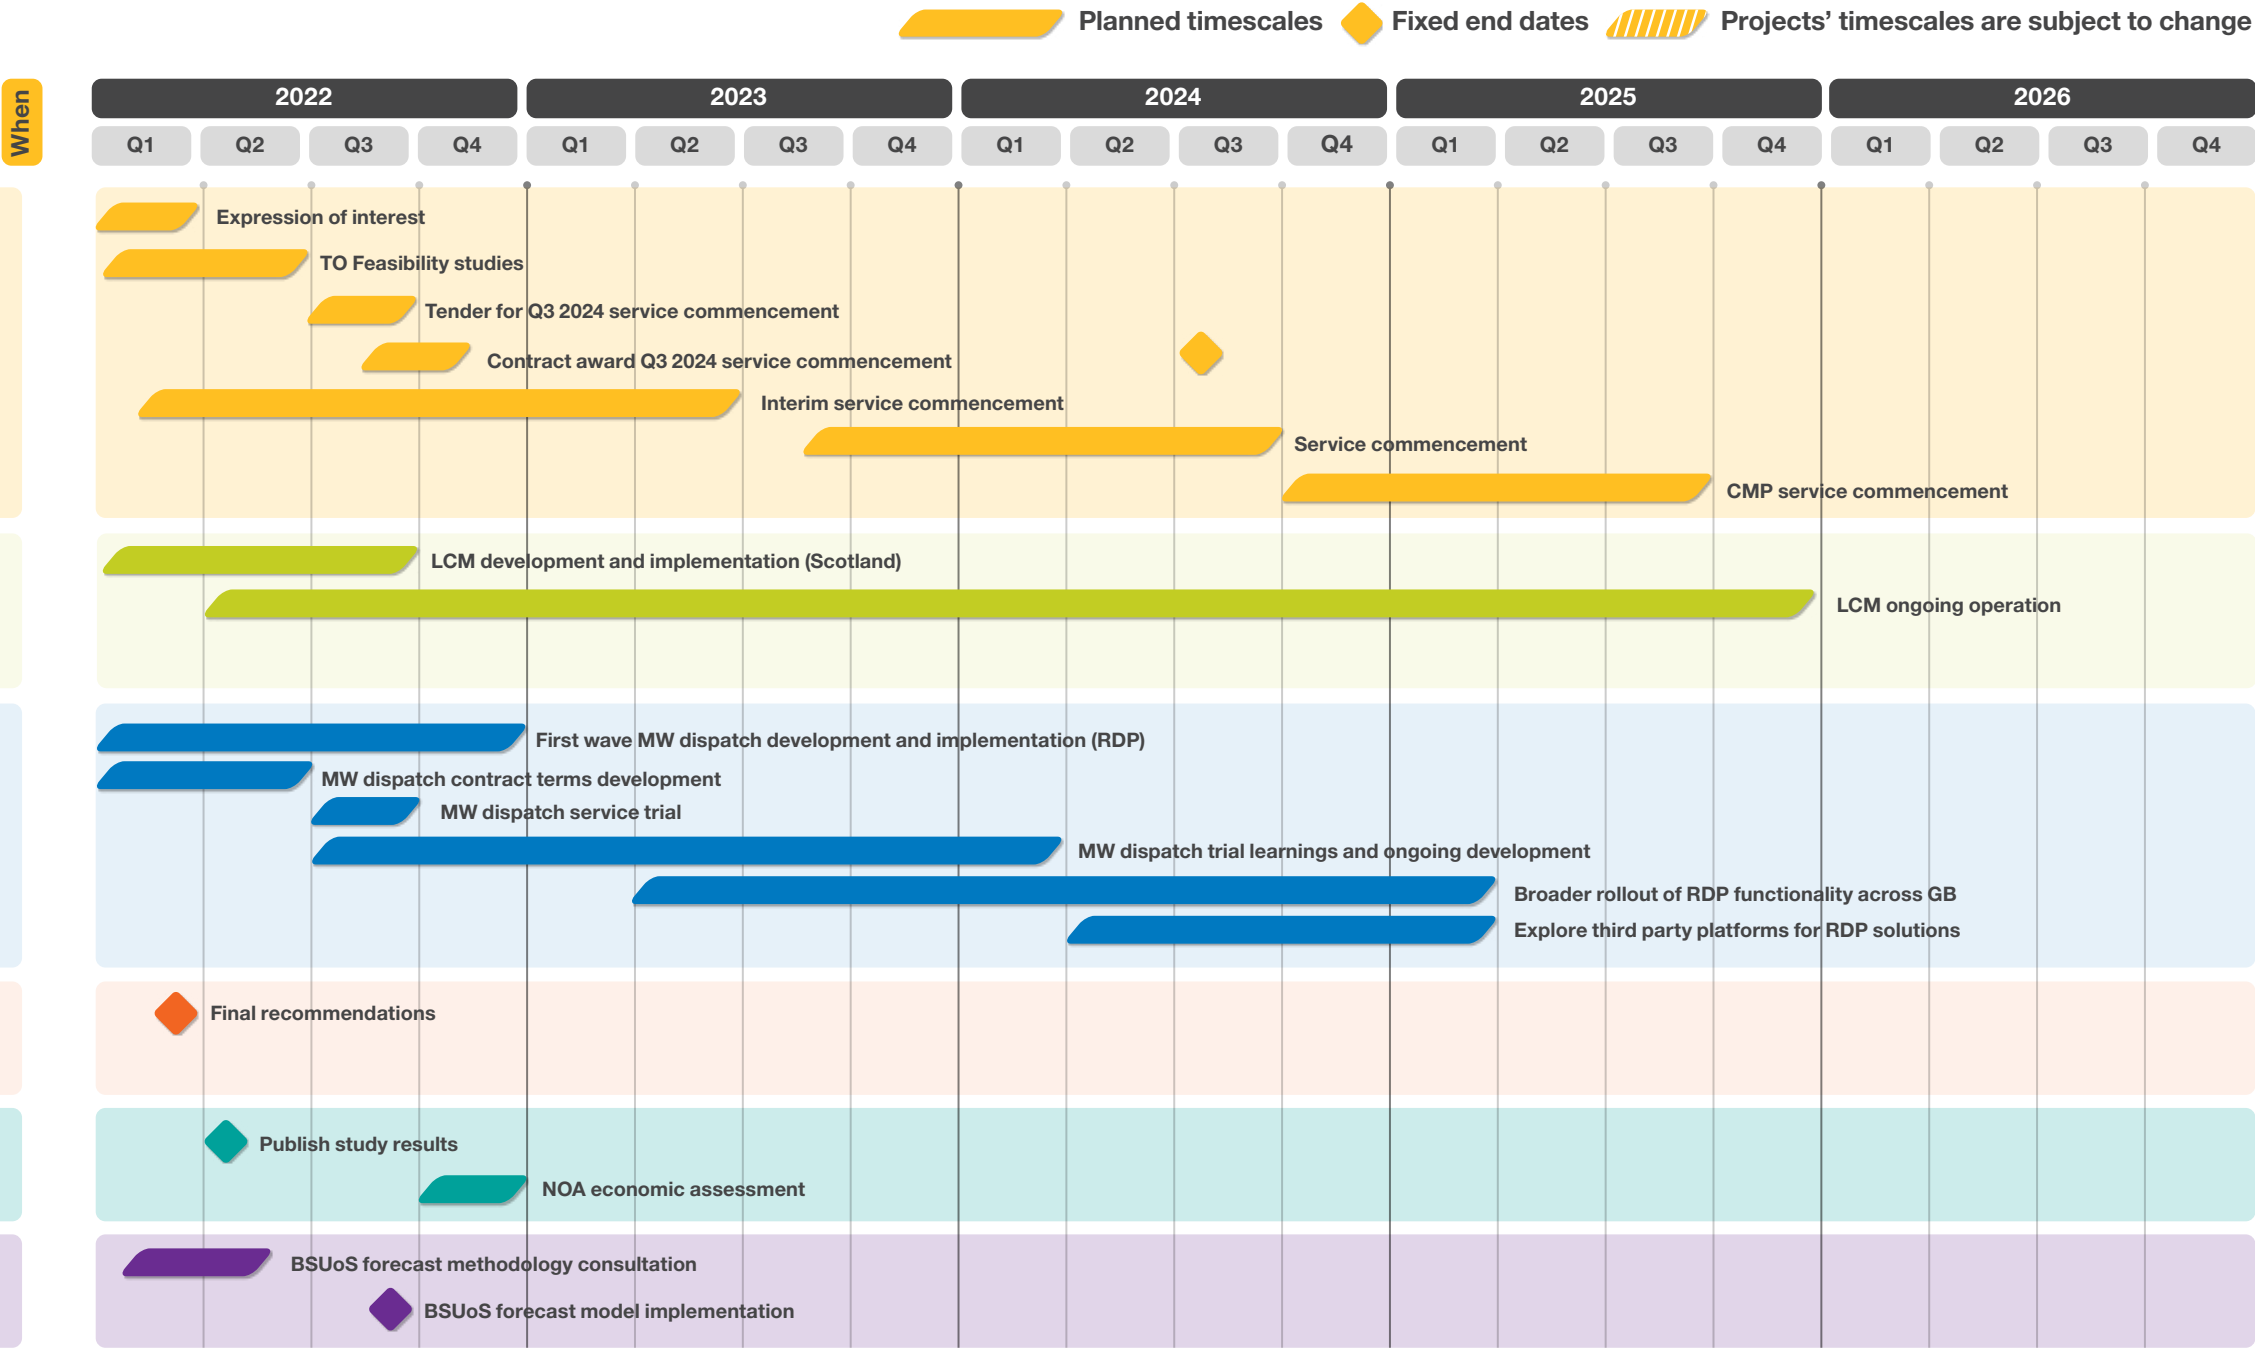 Planned timescales Fixed end dates Projects’ timescales are subject to change
When
2022 2023 2024 2025 2026
Q1 Q2 Q3 Q4 Q1 Q2 Q3 Q4 Q1 Q2 Q3 Q4 Q1 Q2 Q3 Q4 Q1 Q2 Q3 Q4
Expression of interest
TO Feasibility studies
Tender for Q3 2024 service commencement
Contract award Q3 2024 service commencement
Interim service commencement
Service commencement
CMP service commencement
LCM development and implementation (Scotland)
LCM ongoing operation
First wave MW dispatch development and implementation (RDP)
MW dispatch contract terms development
MW dispatch service trial
MW dispatch trial learnings and ongoing development
Broader rollout of RDP functionality across GB
Explore third party platforms for RDP solutions
Final recommendations
Publish study results
NOA economic assessment
BSUoS forecast methodology consultation
BSUoS forecast model implementation